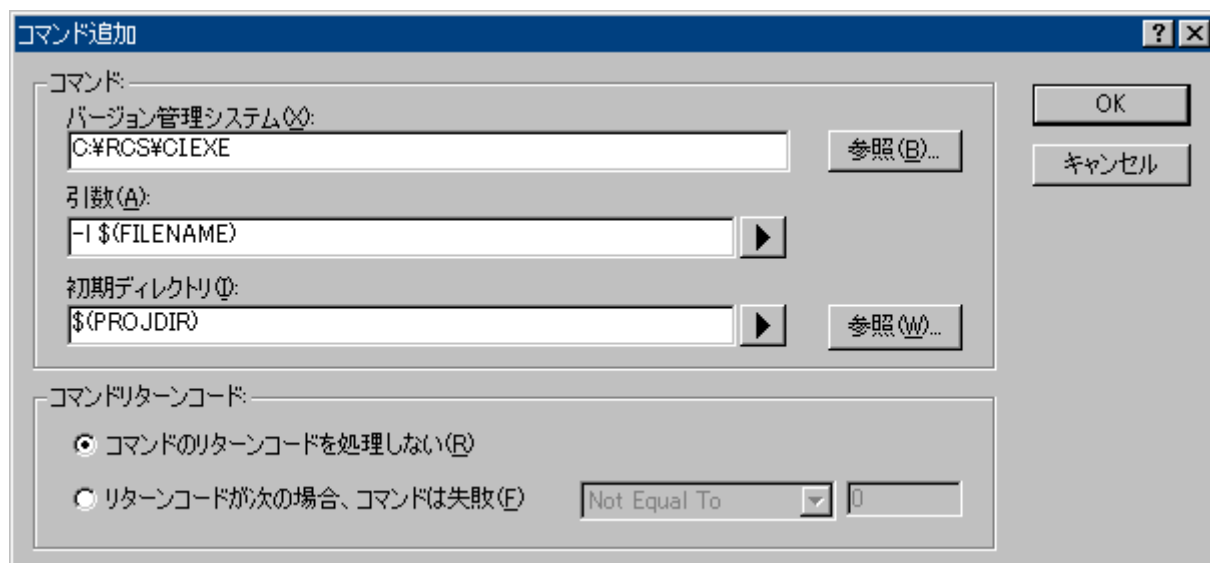 コマンド追加
コマンド:
バージョン管理システム(X):
C:¥RCS¥CI.EXE
参照(B)...
OK
キャンセル
引数(A):
-l $(FILENAME)
初期ディレクトリ(I):
$(PROJDIR)
参照(W)...
コマンドリターンコード:
コマンドのリターンコードを処理しない(R)
リターンコードが次の場合、コマンドは失敗(F)
Not Equal To
0